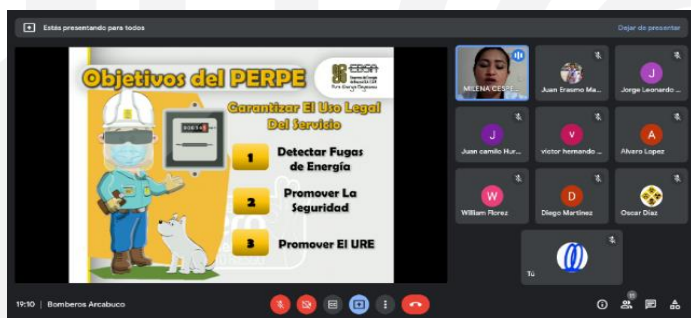 Estás presentando para todos
Dejar de presentar
Objetivos del PERPE
EBSA
Garantizar El Uso Legal
Del Servicio
1
Detectar Fugas
de Energía
2
Promover La
Seguridad
3
Promover El URE
MILENA CESPE...
Juan Erasmo Ma...
J
Jorge Leonardo ...
J
Juan camilo Hur...
v
victor hernando ...
A
Alvaro Lopez
W
William Florez
D
Diego Martinez
Oscar Diaz
Tú
19:10 | Bomberos Arcabuco